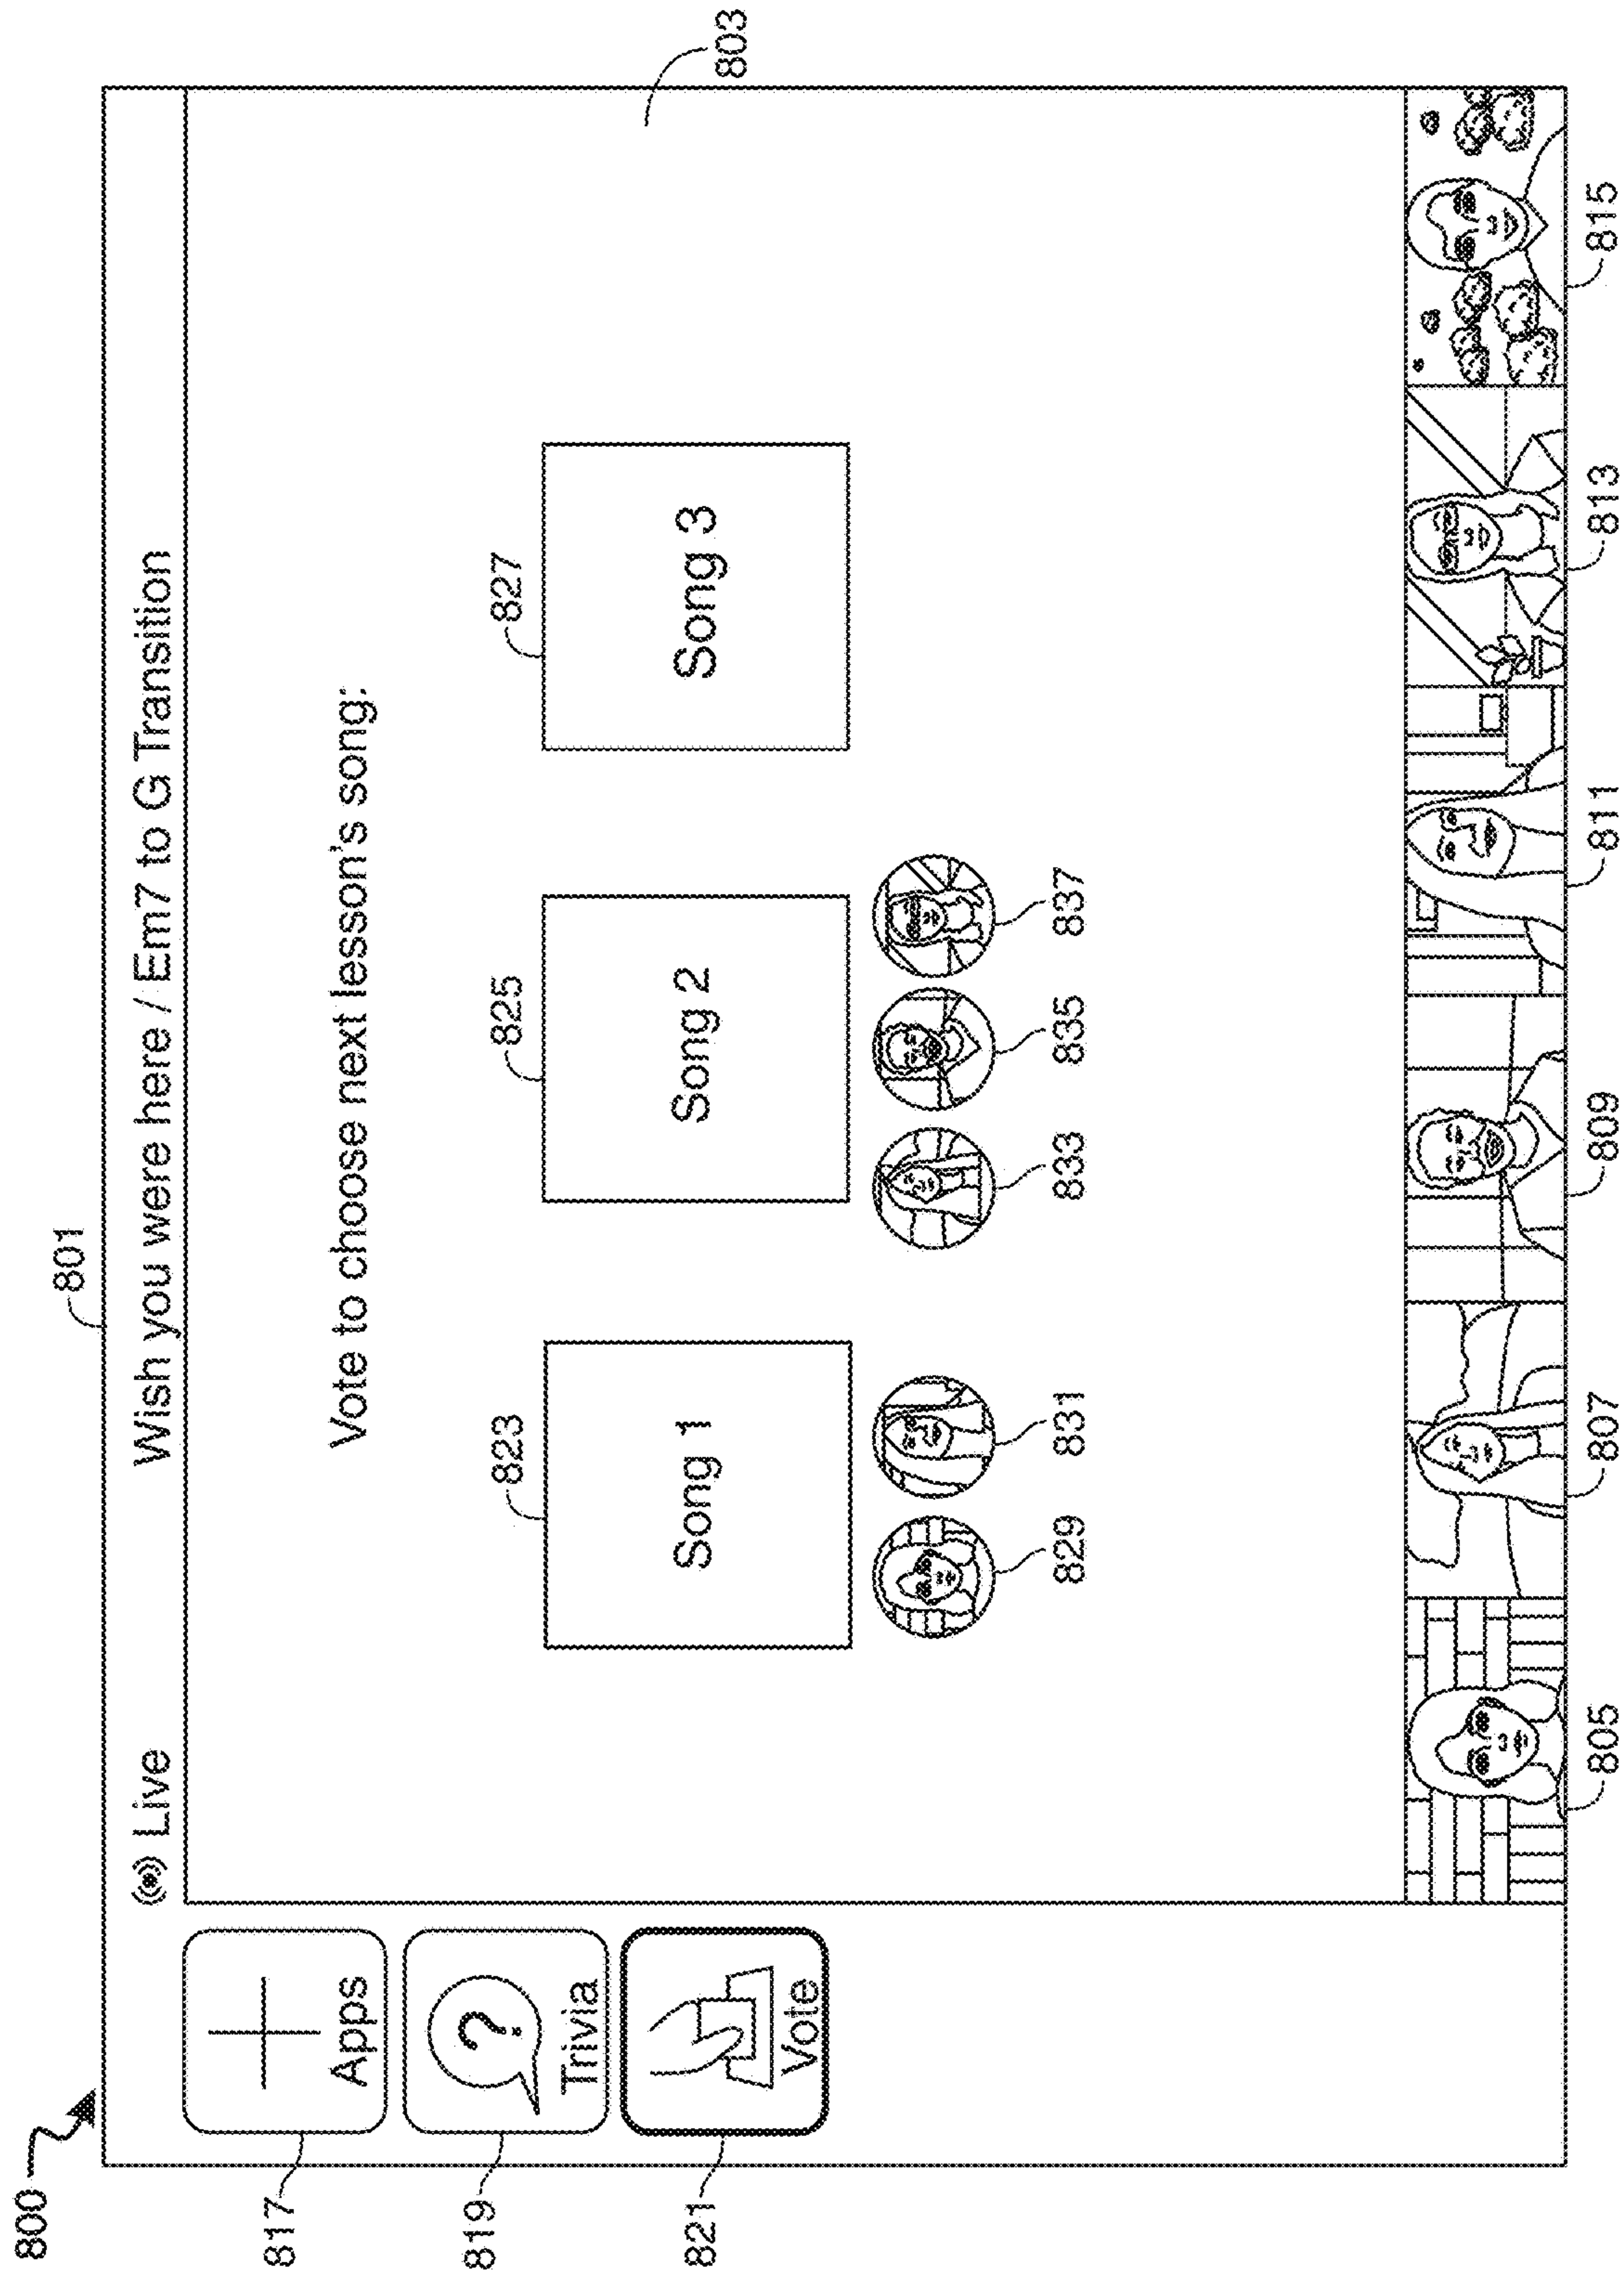 800
801
Live
Wish you were here / Em7 to G Transition
817
Apps
819
Trivia
821
Vote
803
Vote to choose next lesson's song:
823
825
827
Song 1
Song 2
Song 3
829
831
833
835
837
805
807
809
811
813
815